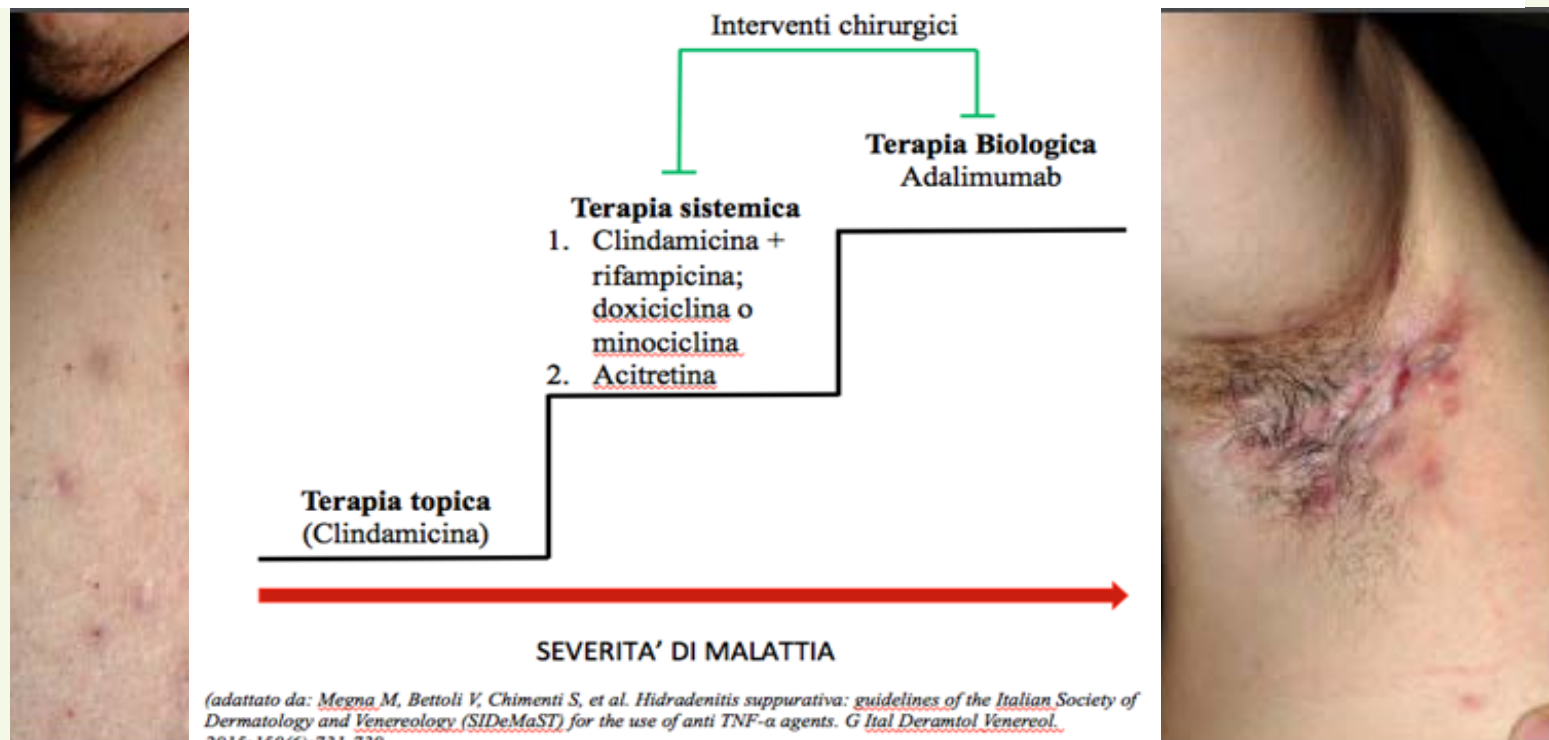 Interventi chirurgici
Terapia Biologica
Adalimumab
Terapia sistemica
1. Clindamicina +
rifampicina;
doxiciclina o
minociclina
2. Acitretina
Terapia topica
(Clindamicina)
SEVERITA' DI MALATTIA
(adattato da: Megna M, Bettoli V, Chimenti S, et al. Hidradenitis suppurativa: guidelines of the Italian Society of
Dermatology and Venereology (SIDeMaST) for the use of anti TNF-α agents. G Ital Deramtol Venereol.